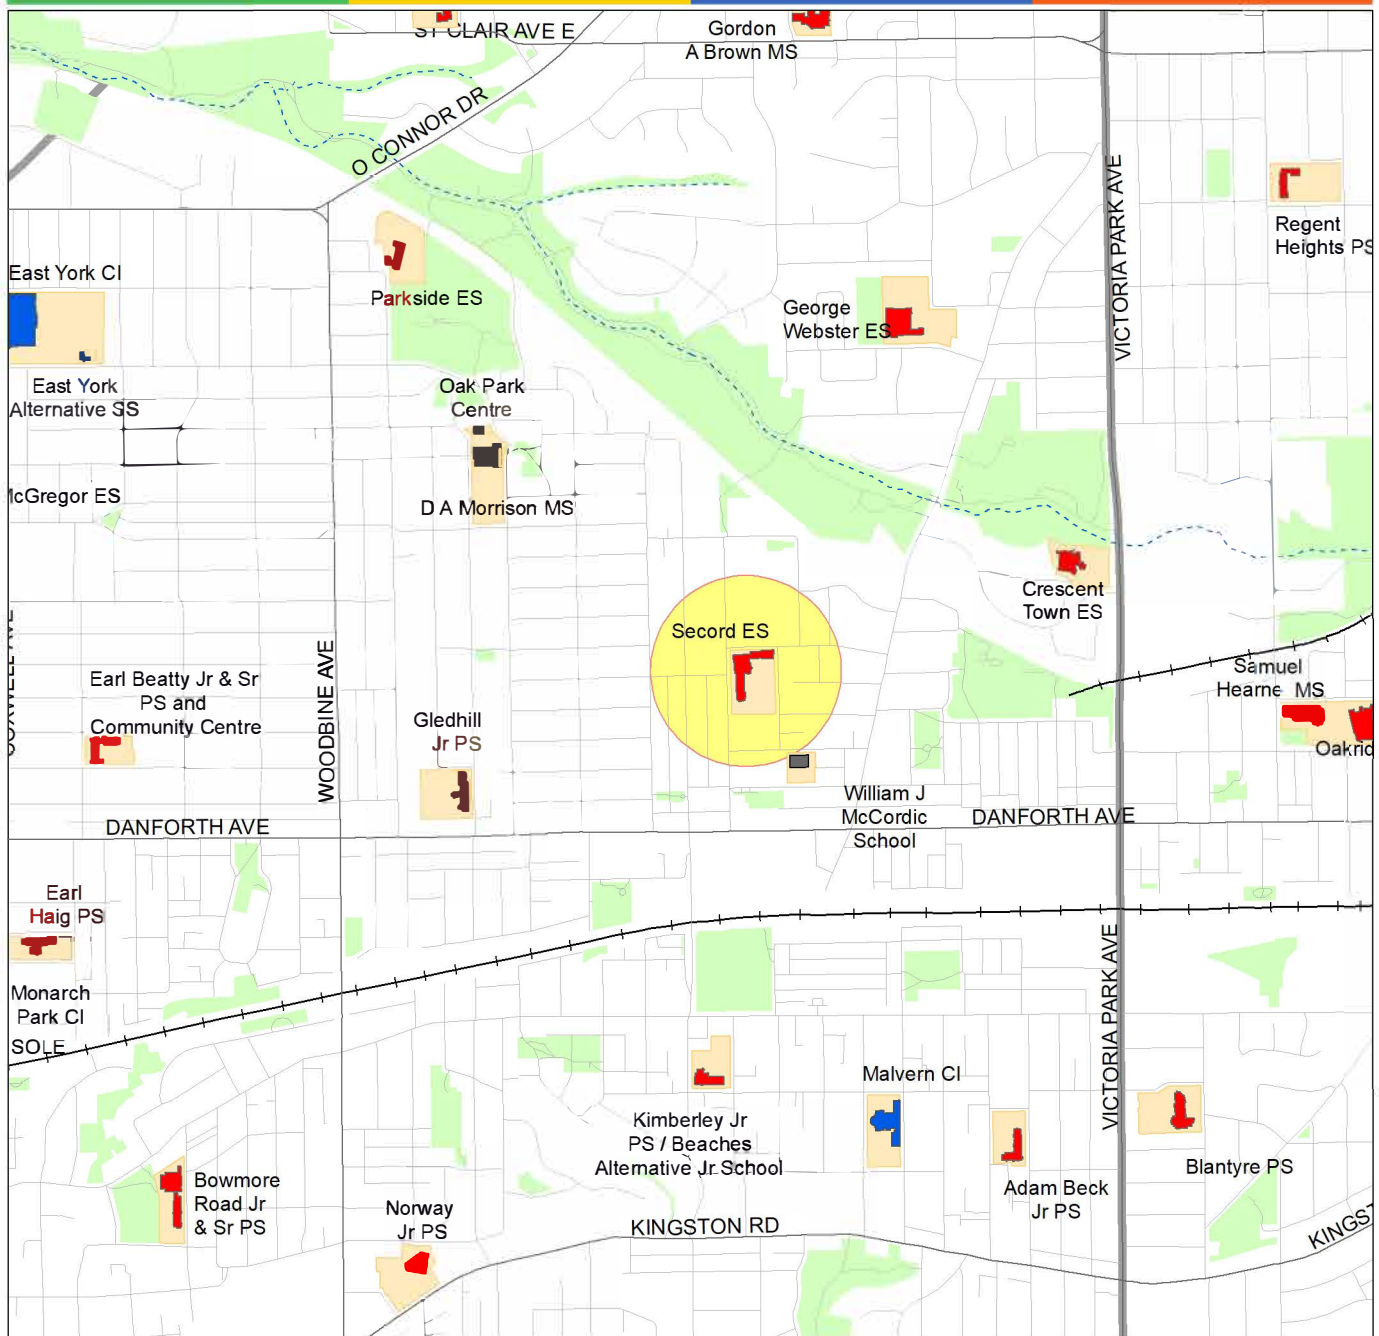 ST CLAIR AVE E
Gordon
A Brown MS
O CONNOR DR
VICTORIA PARK AVE
Regent
Heights PS
East York CI
Parkside ES
George
Webster ES
East York
Alternative SS
Oak Park
Centre
McGregor ES
D A Morrison MS
Crescent
Town ES
Secord ES
WOODBINE AVE
Earl Beatty Jr & Sr
PS and
Community Centre
Samuel
Hearne MS
Gledhill
Jr PS
Oakrid
William J
McCordic
School
DANFORTH AVE
DANFORTH AVE
Earl
Haig PS
Monarch
Park CI
SOLE
VICTORIA PARK AVE
Malvern CI
Kimberley Jr
PS / Beaches
Alternative Jr School
Blantyre PS
Bowmore
Road Jr
& Sr PS
Adam Beck
Jr PS
Norway
Jr PS
KINGSTON RD
KINGST